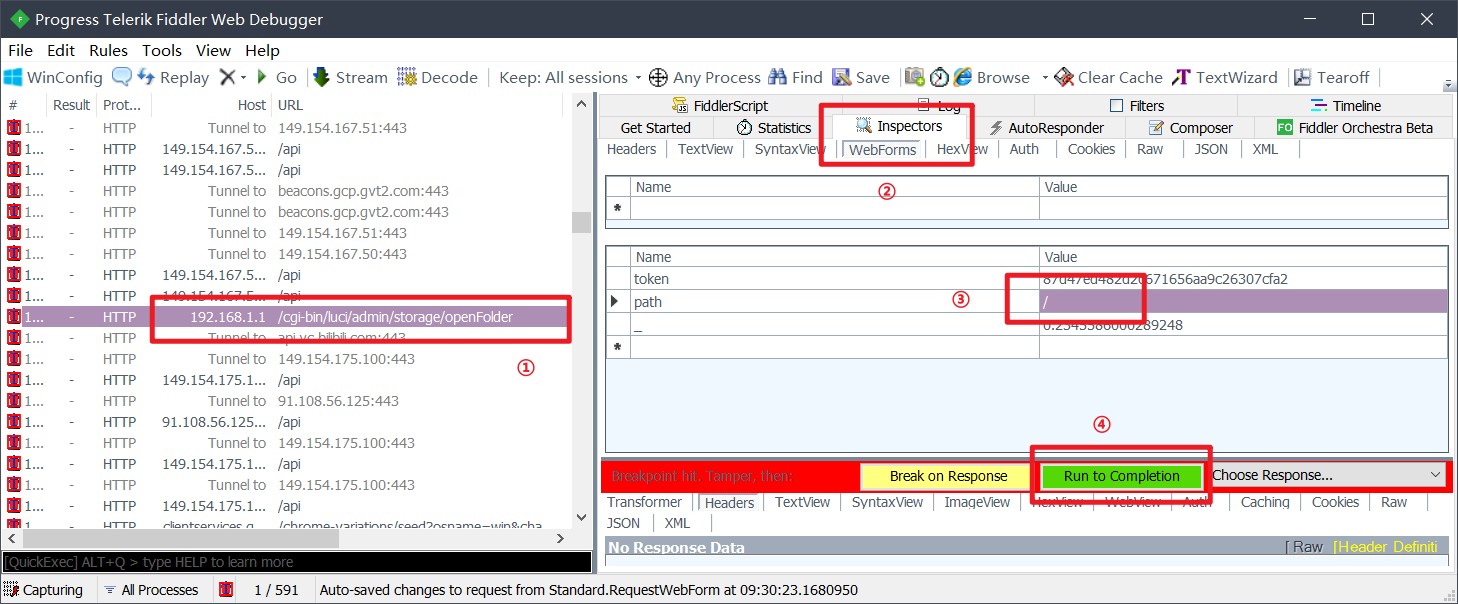 Progress Telerik Fiddler Web Debugger
File Edit Rules Tools View Help
WinConfig Replay Go Stream Decode Keep: All sessions Any Process Find Save Browse Clear Cache TextWizard Tearoff
# Result Prot... Host URL
1... - HTTP Tunnel to 149.154.167.51:443
1... - HTTP 149.154.167.5... /api
1... - HTTP 149.154.167.5... /api
1... - HTTP Tunnel to beacons.gcp.gvt2.com:443
1... - HTTP Tunnel to beacons.gcp.gvt2.com:443
1... - HTTP Tunnel to 149.154.167.51:443
1... - HTTP Tunnel to 149.154.167.50:443
1... - HTTP 149.154.167.5... /api
1... - HTTP 149.154.167.5... /api
1... - HTTP 192.168.1.1 /cgi-bin/luci/admin/storage/openFolder
1... - HTTP Tunnel to api.vc.bilibili.com:443
1... - HTTP Tunnel to 149.154.175.100:443
1... - HTTP 149.154.175.1... /api
1... - HTTP Tunnel to 91.108.56.125:443
1... - HTTP 91.108.56.125... /api
1... - HTTP Tunnel to 149.154.175.100:443
1... - HTTP 149.154.175.1... /api
1... - HTTP Tunnel to 149.154.175.100:443
1... - HTTP 149.154.175.1... /api
1... - HTTP clientservices.g... /chrome-variations/seed?osname=win&cha
①
[QuickExec] ALT+Q > type HELP to learn more
FiddlerScript Log Filters Timeline
Get Started Statistics Inspectors AutoResponder Composer FO Fiddler Orchestra Beta
Headers TextView SyntaxView WebForms HexView Auth Cookies Raw JSON XML
②
Name Value
*
Name Value
token
path /
_
*
③
④
Breakpoint hit. Tamper, then: Break on Response Run to Completion Choose Response...
Transformer Headers TextView SyntaxView ImageView HexView WebView Auth Caching Cookies Raw
JSON XML
No Response Data [ Raw [Header Definiti
Capturing All Processes 1 / 591 Auto-saved changes to request from Standard.RequestWebForm at 09:30:23.1680950